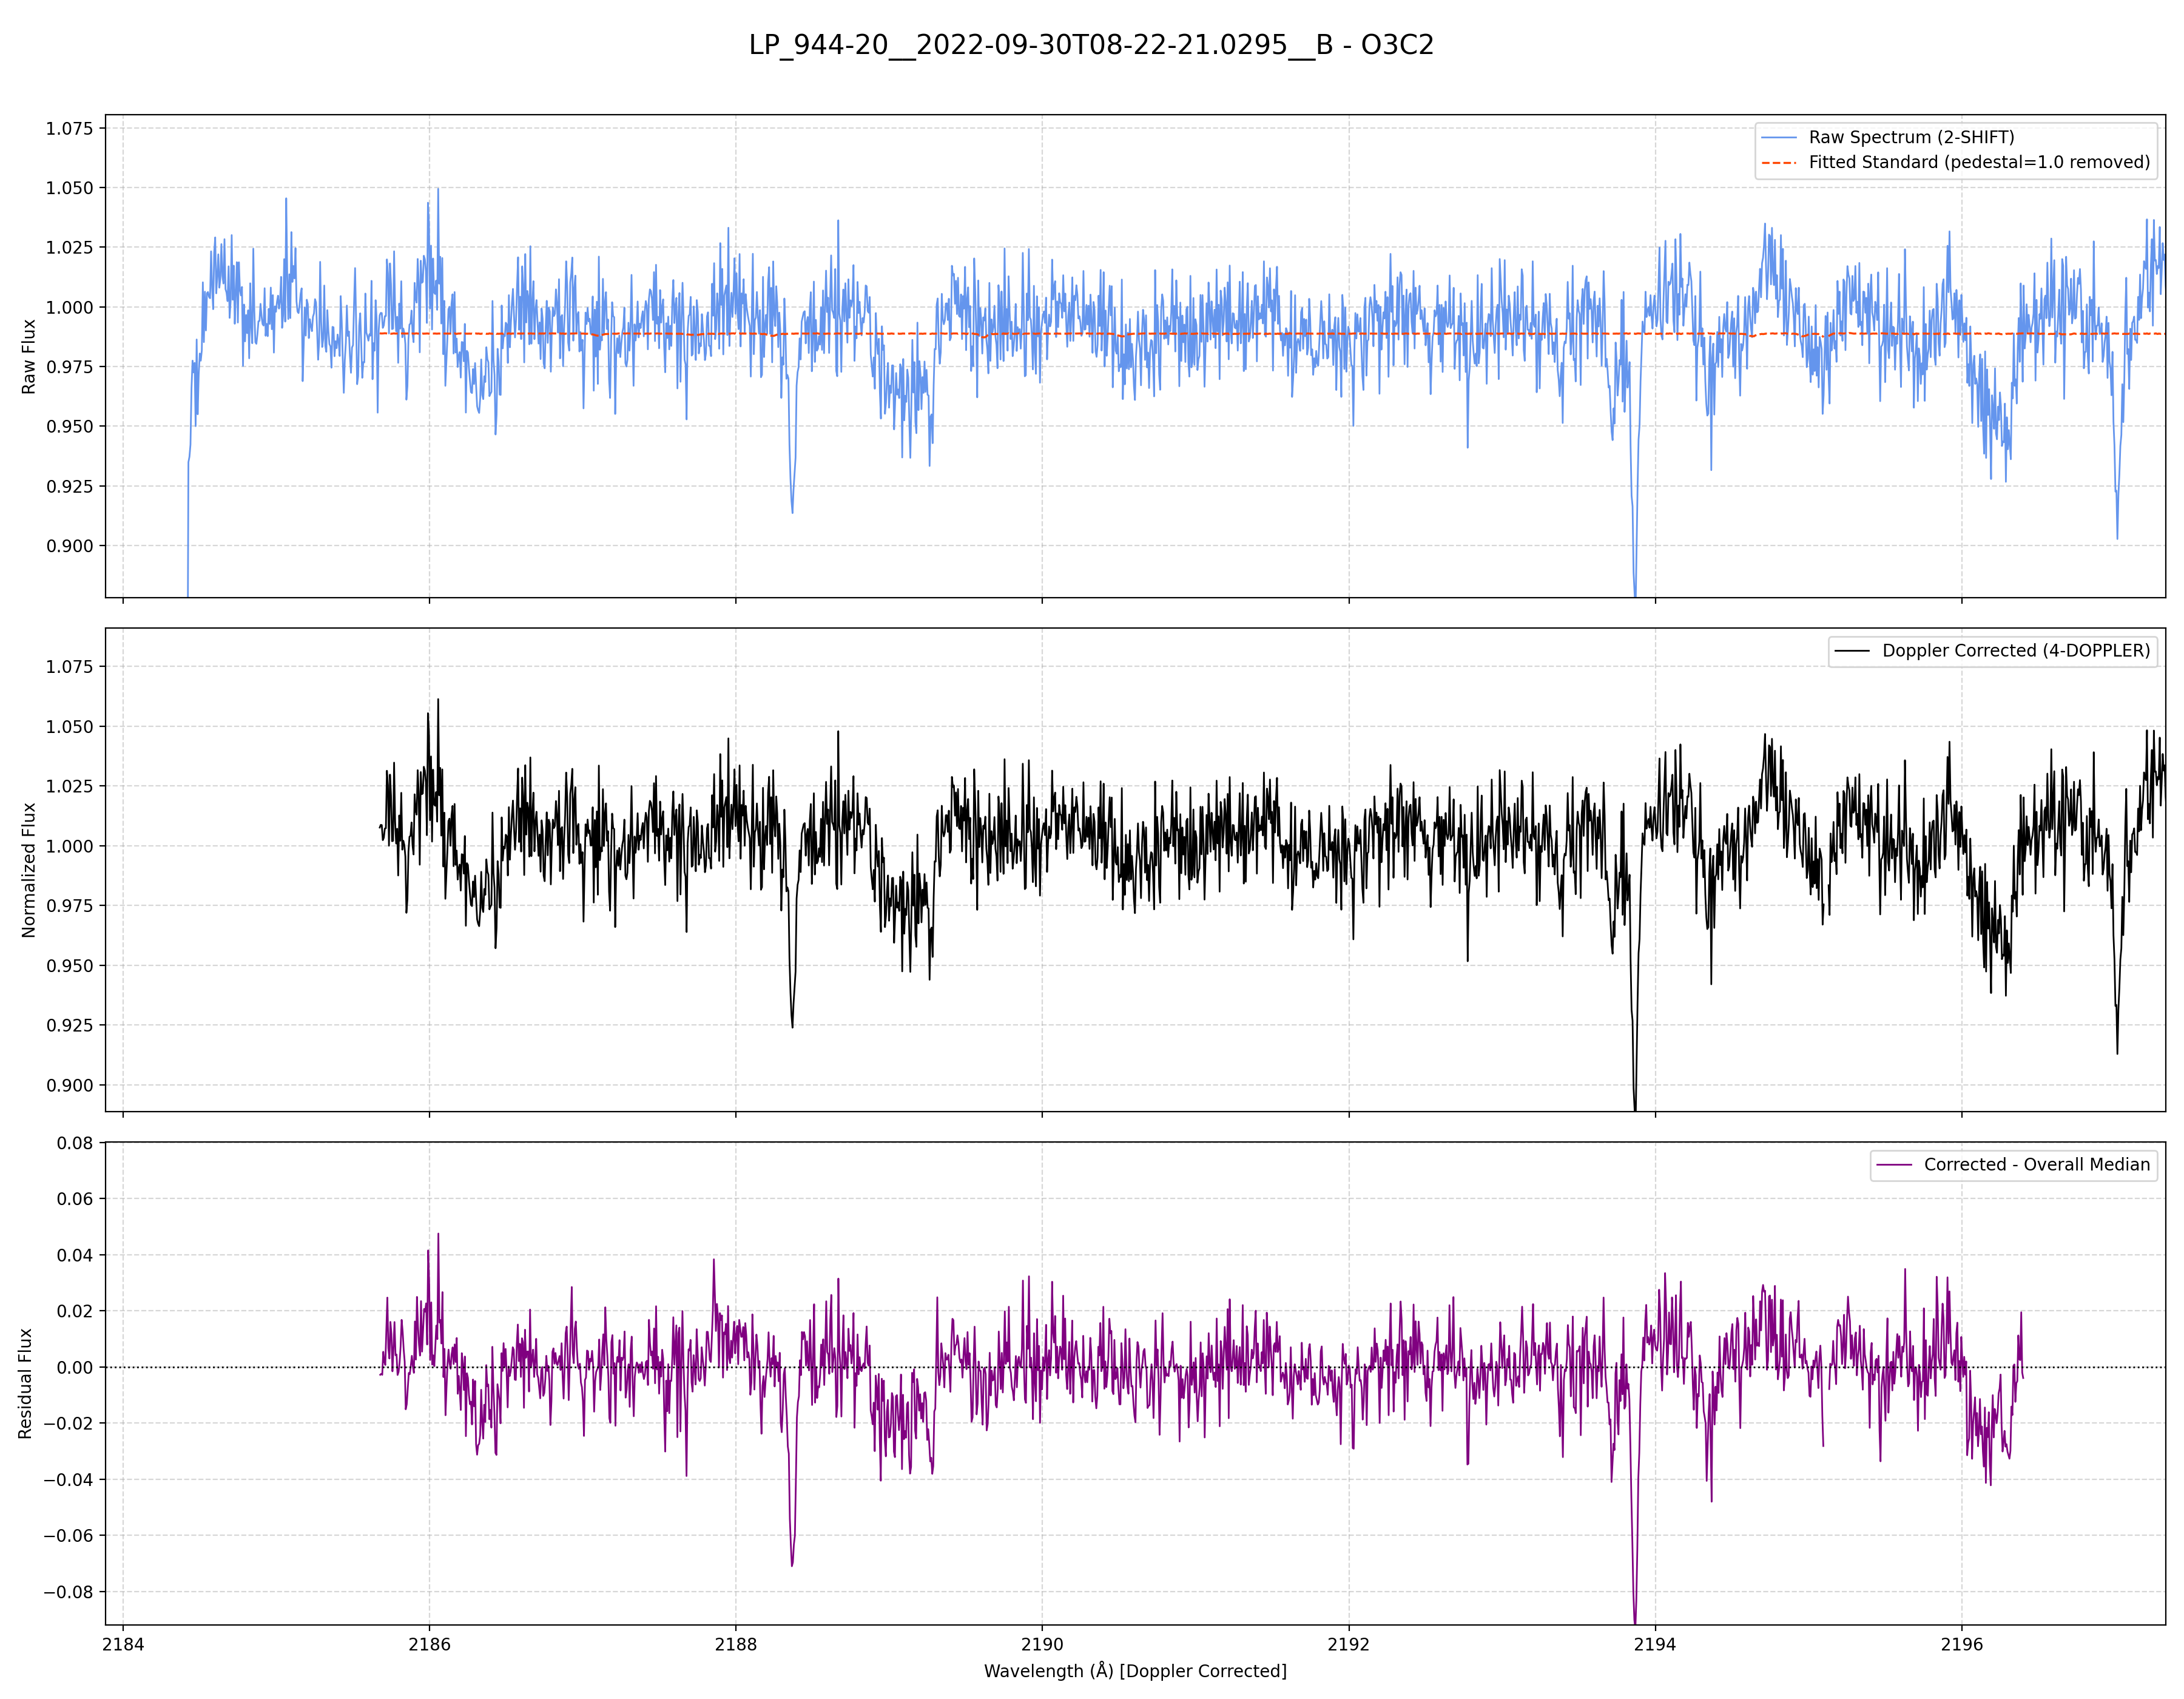 LP_944-20__2022-09-30T08-22-21.0295__B - O3C2
1.075
1.050
1.025
1.000
0.975
0.950
0.925
0.900
Raw Flux
Raw Spectrum (2-SHIFT)
Fitted Standard (pedestal=1.0 removed)
1.075
1.050
1.025
1.000
0.975
0.950
0.925
0.900
Normalized Flux
Doppler Corrected (4-DOPPLER)
0.08
0.06
0.04
0.02
0.00
−0.02
−0.04
−0.06
−0.08
Residual Flux
Corrected - Overall Median
2184 2186 2188 2190 2192 2194 2196
Wavelength (Å) [Doppler Corrected]